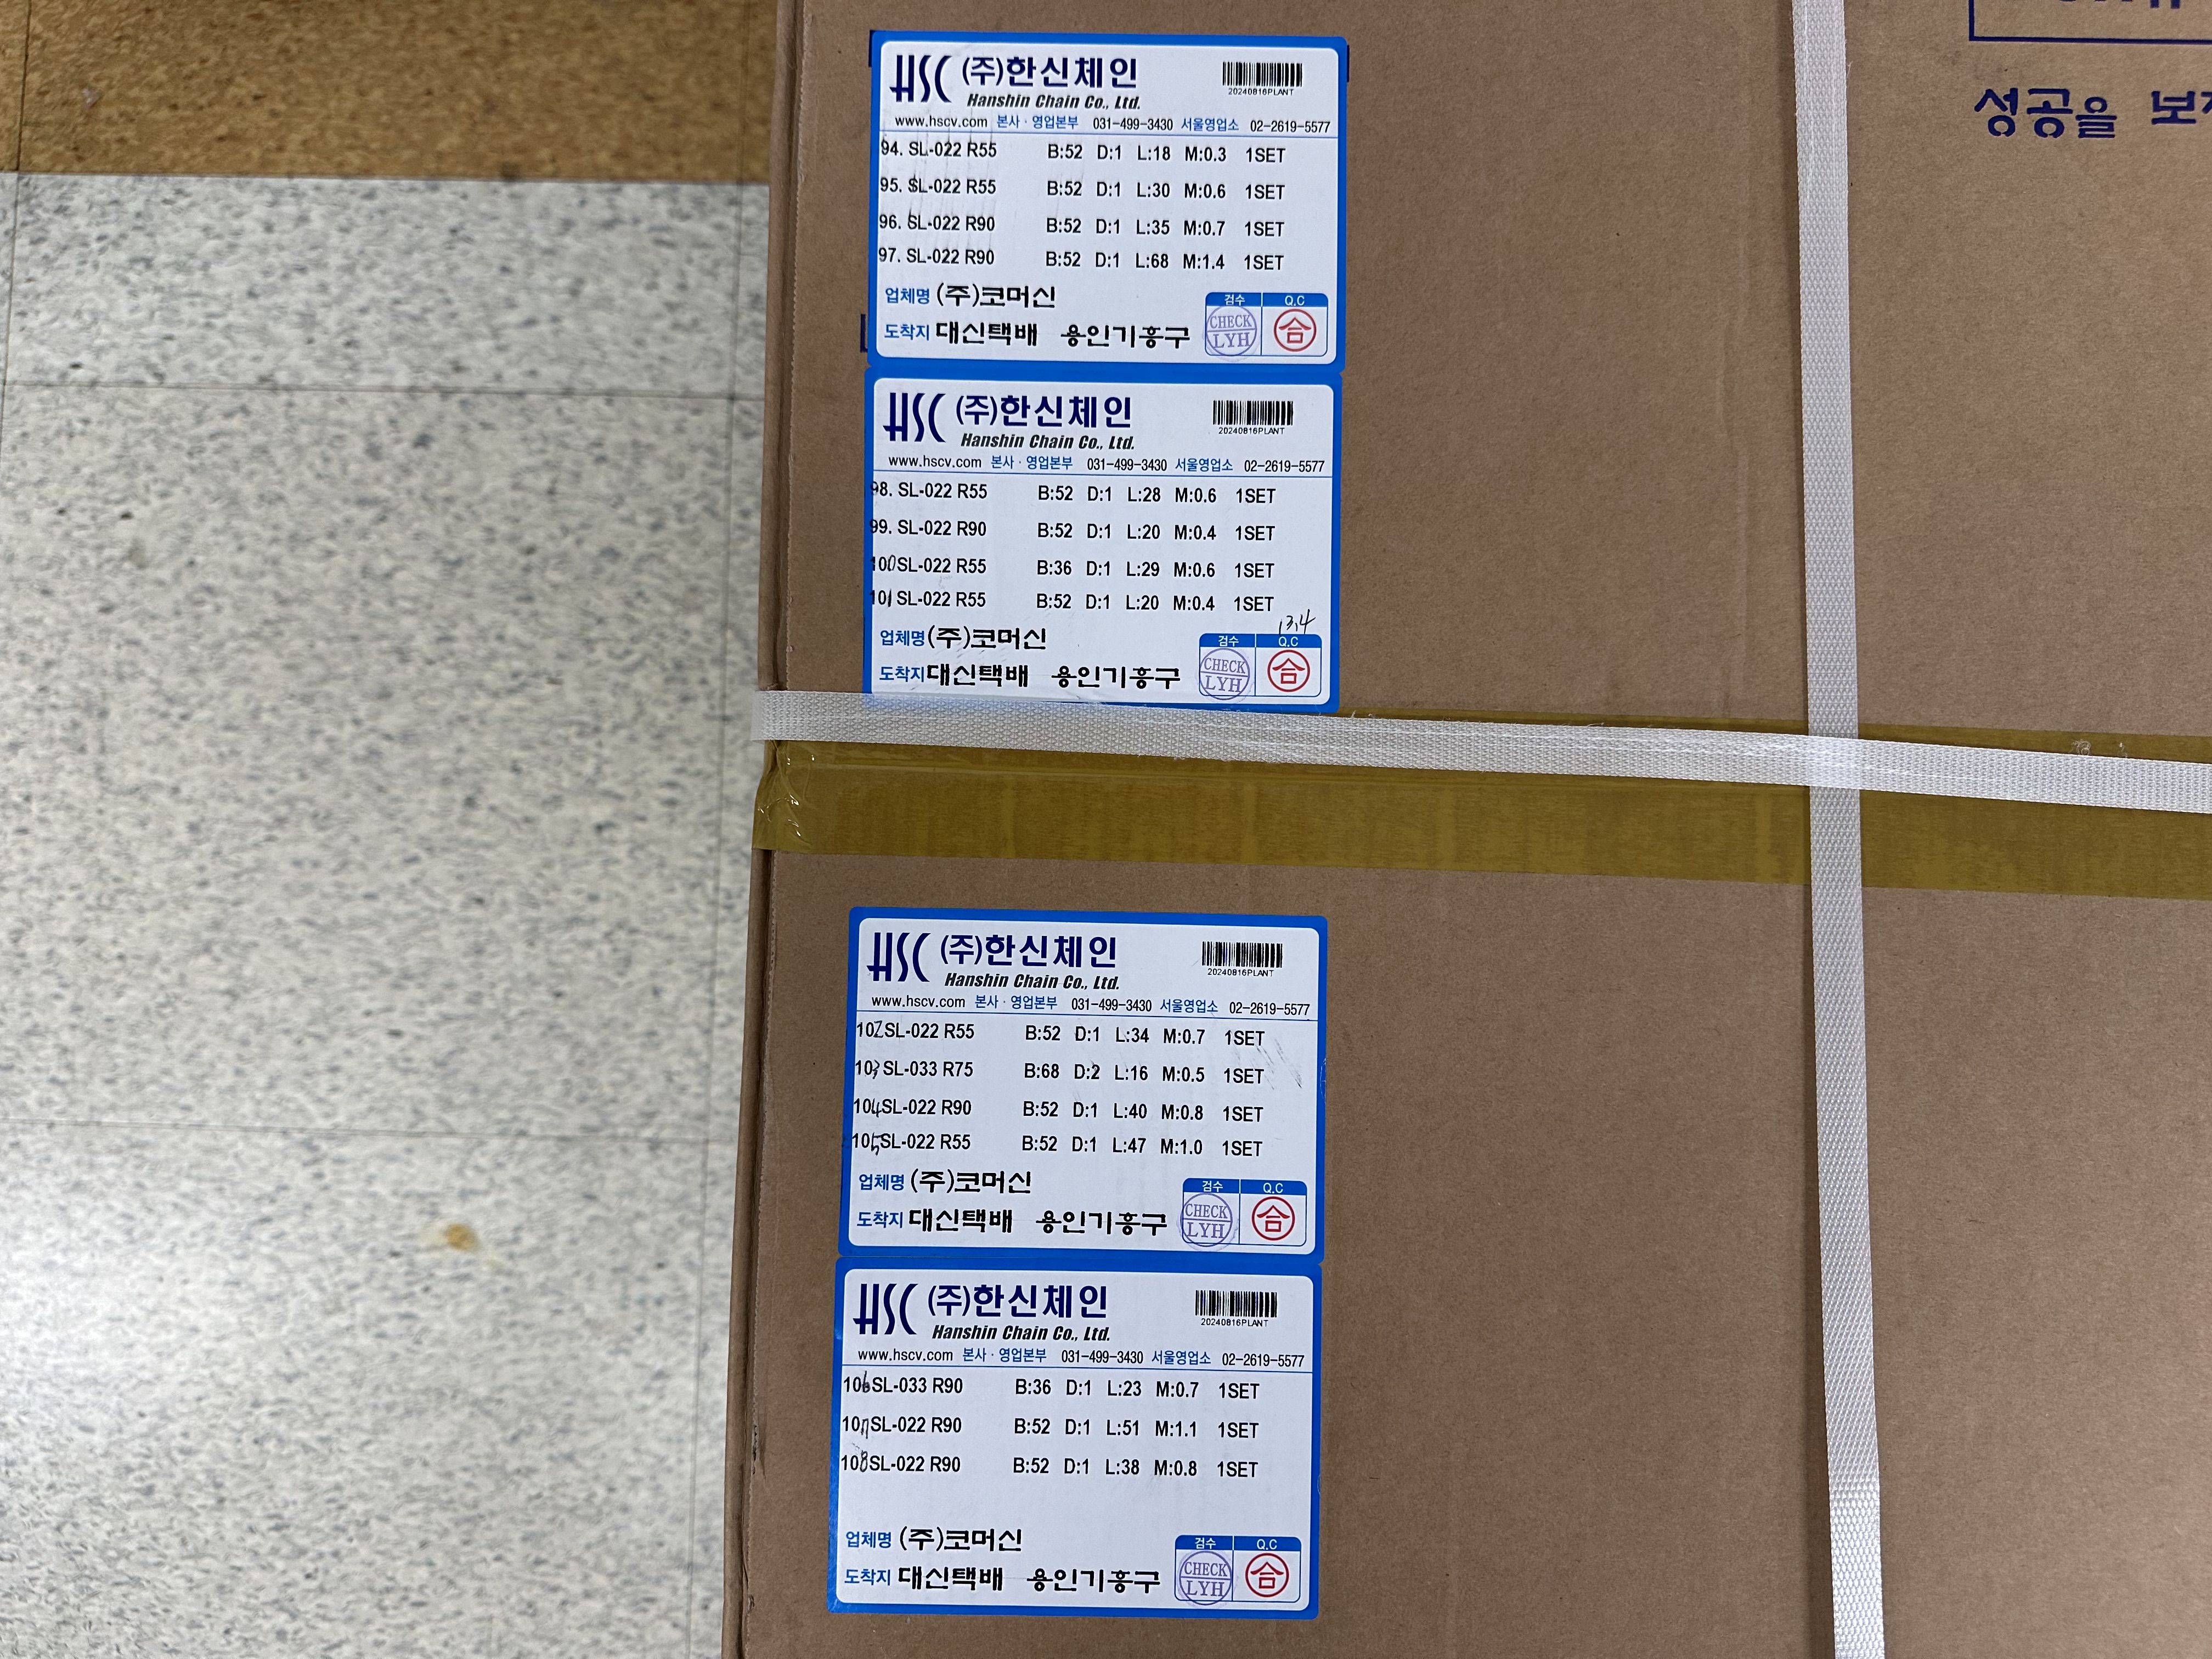 HSC (주)한신체인
Hanshin Chain Co., Ltd.
20240816PLANT
www.hscv.com 본사 · 영업본부 031-499-3430 서울영업소 02-2619-5577
94. SL-022 R55 B:52 D:1 L:18 M:0.3 1SET
95. SL-022 R55 B:52 D:1 L:30 M:0.6 1SET
96. SL-022 R90 B:52 D:1 L:35 M:0.7 1SET
97. SL-022 R90 B:52 D:1 L:68 M:1.4 1SET
업체명 (주)코머신
검수 Q.C
도착지 대신택배 용인기흥구
CHECK LYH 合
HSC (주)한신체인
Hanshin Chain Co., Ltd.
20240816PLANT
www.hscv.com 본사 · 영업본부 031-499-3430 서울영업소 02-2619-5577
98. SL-022 R55 B:52 D:1 L:28 M:0.6 1SET
99. SL-022 R90 B:52 D:1 L:20 M:0.4 1SET
100 SL-022 R55 B:36 D:1 L:29 M:0.6 1SET
101 SL-022 R55 B:52 D:1 L:20 M:0.4 1SET
13.4
업체명 (주)코머신
검수 Q.C
도착지 대신택배 용인기흥구
CHECK LYH 合
HSC (주)한신체인
Hanshin Chain Co., Ltd.
20240816PLANT
www.hscv.com 본사 · 영업본부 031-499-3430 서울영업소 02-2619-5577
102 SL-022 R55 B:52 D:1 L:34 M:0.7 1SET
103 SL-033 R75 B:68 D:2 L:16 M:0.5 1SET
104 SL-022 R90 B:52 D:1 L:40 M:0.8 1SET
105 SL-022 R55 B:52 D:1 L:47 M:1.0 1SET
업체명 (주)코머신
검수 Q.C
도착지 대신택배 용인기흥구
CHECK LYH 合
HSC (주)한신체인
Hanshin Chain Co., Ltd.
20240816PLANT
www.hscv.com 본사 · 영업본부 031-499-3430 서울영업소 02-2619-5577
106 SL-033 R90 B:36 D:1 L:23 M:0.7 1SET
107 SL-022 R90 B:52 D:1 L:51 M:1.1 1SET
108 SL-022 R90 B:52 D:1 L:38 M:0.8 1SET
업체명 (주)코머신
검수 Q.C
도착지 대신택배 용인기흥구
CHECK LYH 合
성공을